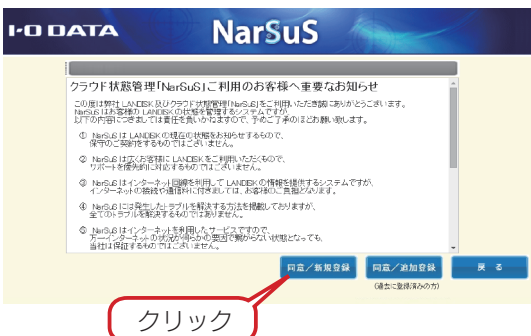 I-O DATA
NarSuS
クラウド状態管理「NarSuS」ご利用のお客様へ重要なお知らせ
この度は弊社 LANDISK 及びクラウド状態管理「NarSuS」をご利用いただき誠にありがとうございます。
NarSuS はお客様の LANDISK の状態を管理するシステムですが
以下の内容につきましては責任を負いかねますので、予めご了承のほどお願い致します。
① NarSuS は LANDISK の現在の状態をお知らせするもので、
保守のご契約をするものではございません。
② NarSuS は広くお客様に LANDISK をご利用いただくもので、
サポートを優先的に対応するものではございません。
③ NarSuS はインターネット回線を利用して LANDISK の情報を提供するシステムですが、
インターネットの接続や通信料に付きましては、お客様のご負担となります。
④ NarSuS には発生したトラブルを解決する方法を掲載しておりますが、
全てのトラブルを解決するものではありません。
⑤ NarSuS はインターネットを利用したサービスですので、
万一インターネットの状況が何らかの要因で繋がらない状態となっても、
当社は保証するものではございません。
同意／新規登録
同意／追加登録
戻 る
(過去に登録済みの方)
クリック